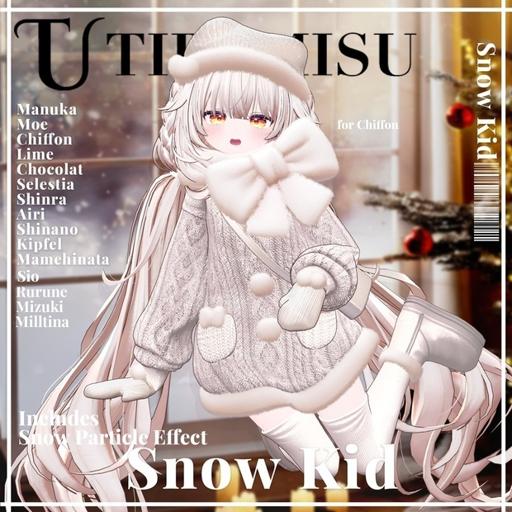 Manuka
Moe
Chiffon
Lime
Chocolat
Selestia
Shinra
Airi
Shinano
Kipfel
Mamehinata
Sio
Rurune
Mizuki
Milltina
for Chiffon
Snow Kid
Includes
Snow Particle Effect
Snow Kid